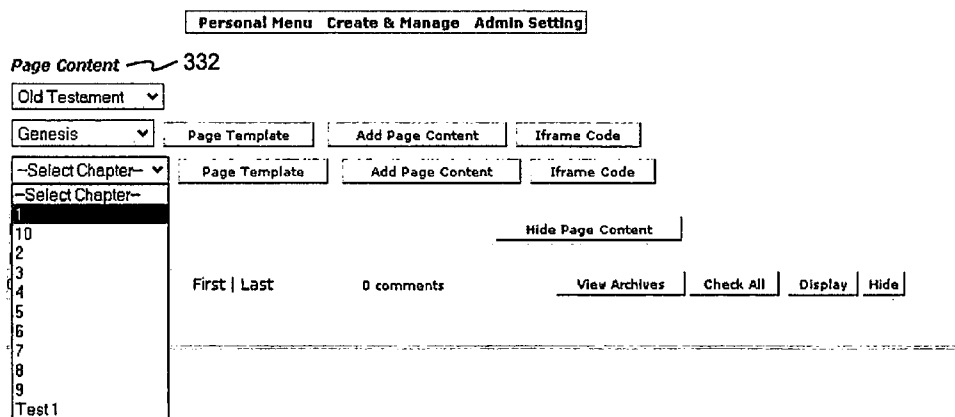 Personal Menu Create & Manage Admin Setting
Page Content 332
Old Testament
Genesis Page Template Add Page Content Iframe Code
--Select Chapter-- Page Template Add Page Content Iframe Code
--Select Chapter--
1
10 Hide Page Content
2
3 First | Last 0 comments View Archives Check All Display Hide
4
5
6
7
8
9
Test1